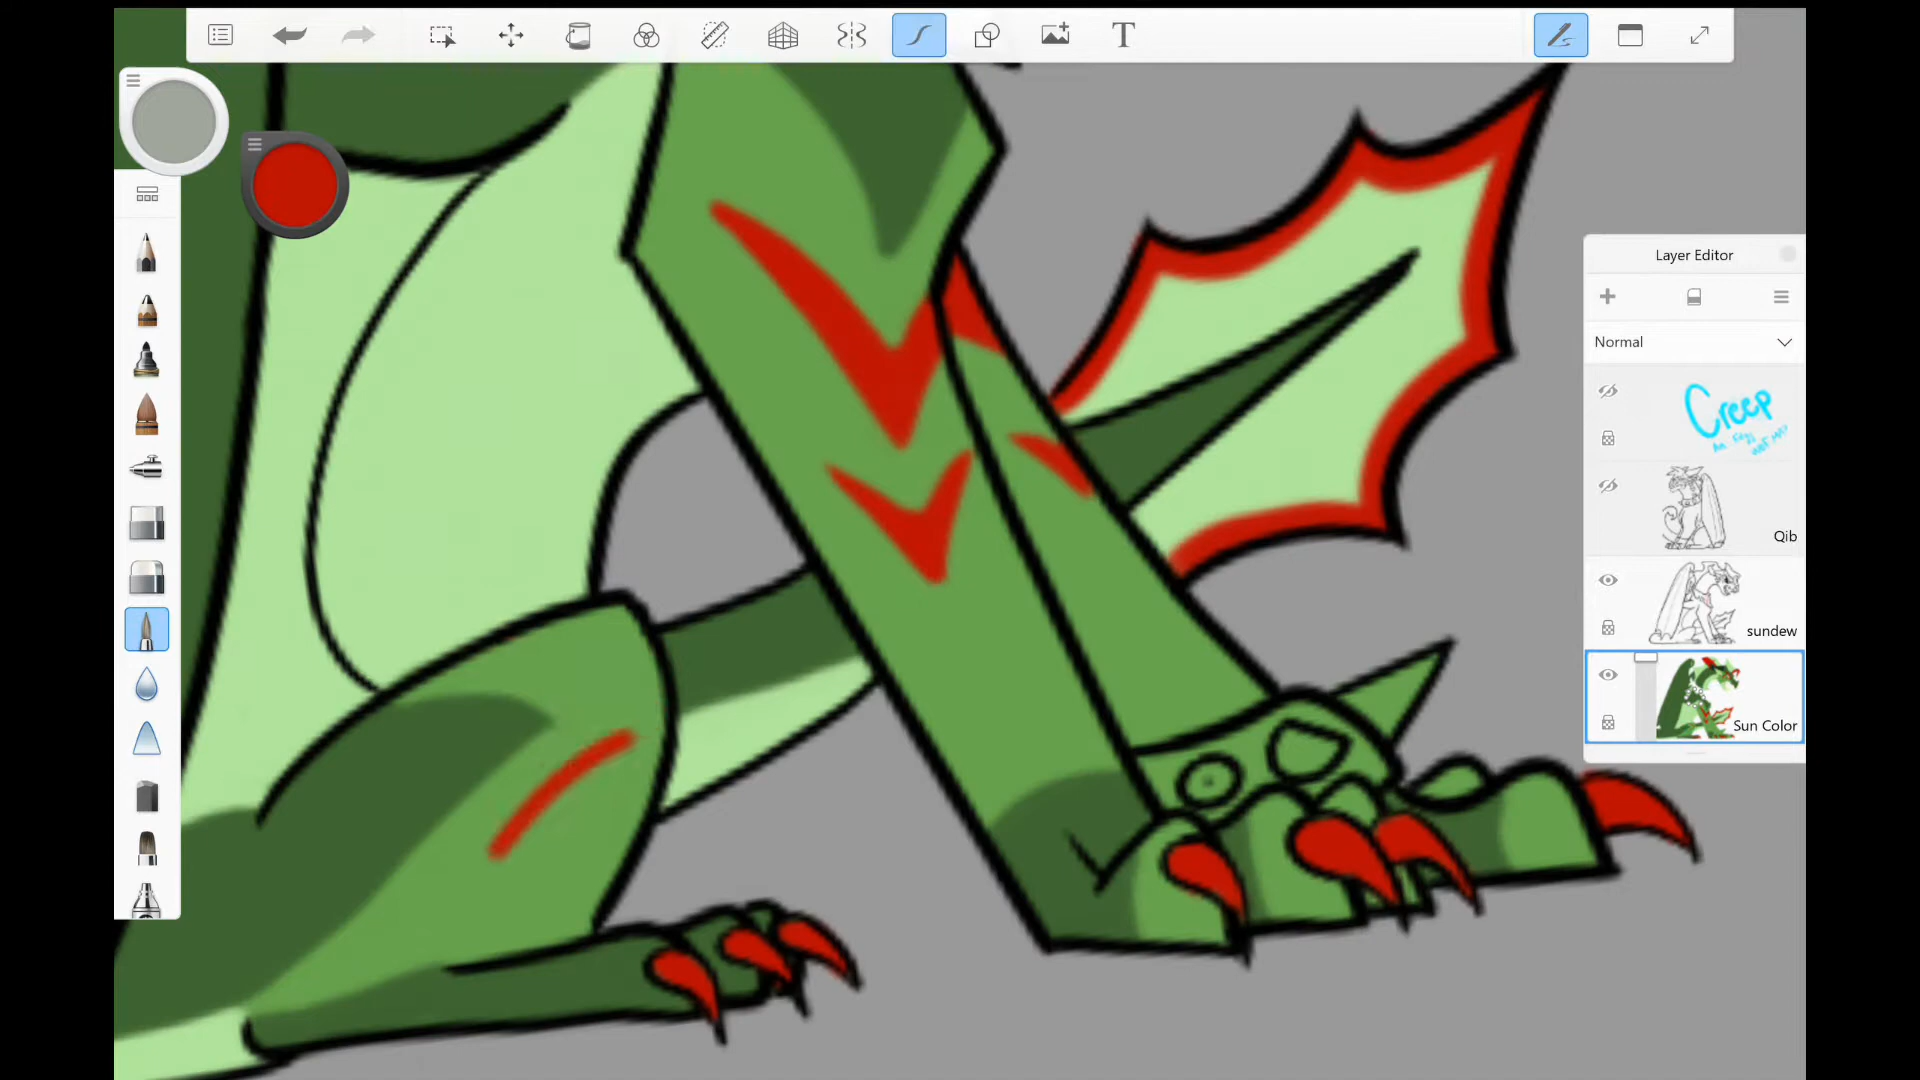 T
Layer Editor
Normal
Creep
Qib
sundew
Sun Color